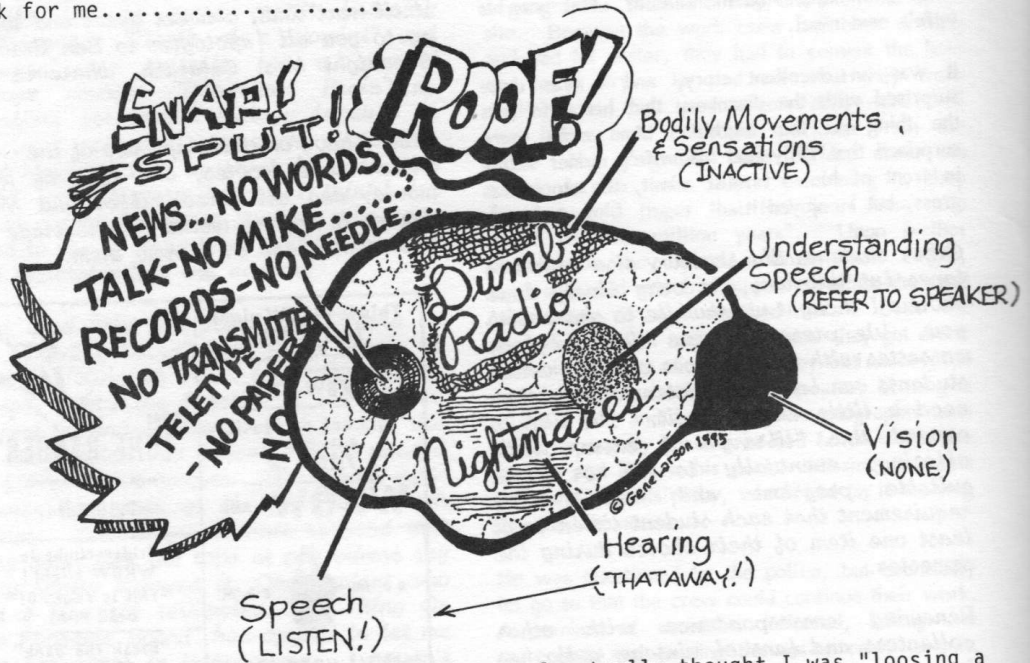 k for me.............................
SNAP!
SPUT!
POOF!
NEWS...NO WORDS...
TALK-NO MIKE.....
RECORDS-NO NEEDLE....
NO TRANSMITTER
TELETYPE
-NO PAPER
NO
Dumb
Radio
Nightmares
© Gene Larson 1995
Bodily Movements
& Sensations
(INACTIVE)
Understanding
Speech
(REFER TO SPEAKER)
Vision
(NONE)
Hearing
(THATAWAY!)
Speech
(LISTEN!)
thought I was "loosing a